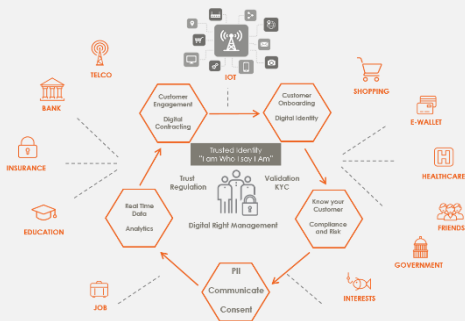 IOT
TELCO
BANK
INSURANCE
EDUCATION
JOB
SHOPPING
E-WALLET
HEALTHCARE
FRIENDS
GOVERNMENT
INTERESTS
Customer
Engagement
Digital
Contracting
Customer
Onboarding
Digital Identity
Trusted Identity
"I am Who I say I Am"
Trust
Regulation
Validation
KYC
Digital Right Management
Real Time
Data
Analytics
Know your
Customer
Compliance
and Risk
PII
Communicate
Consent